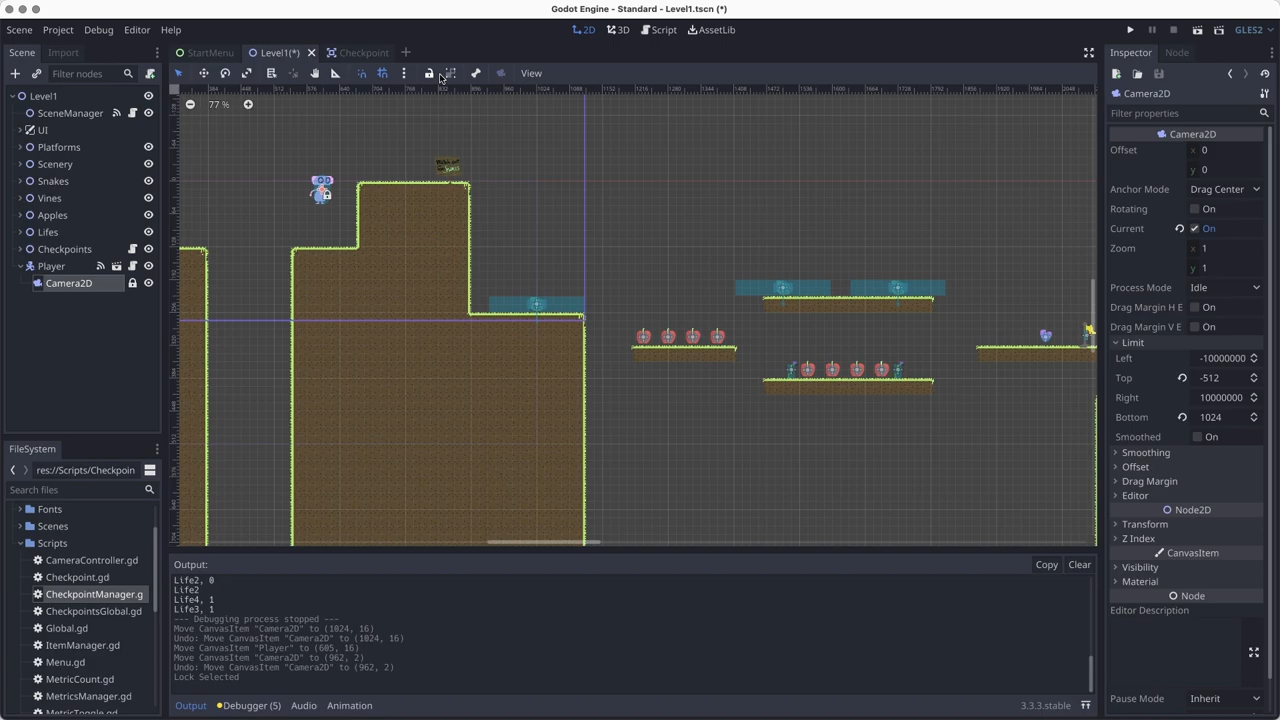 Godot Engine - Standard - Level1.tscn (*)
Scene Project Debug Editor Help
2D 3D Script AssetLib
GLES2
Scene Import
StartMenu Level1(*) Checkpoint
Inspector Node
Filter nodes
View
77 %
Level1
SceneManager
UI
Platforms
Scenery
Snakes
Vines
Apples
Lifes
Checkpoints
Player
Camera2D
Camera2D
Filter properties
Camera2D
Offset x 0
y 0
Anchor Mode Drag Center
Rotating On
Current On
Zoom x 1
y 1
Process Mode Idle
Drag Margin H E On
Drag Margin V E On
Limit
Left -10000000
Top -512
Right 10000000
Bottom 1024
Smoothed On
Smoothing
Offset
Drag Margin
Editor
Node2D
Transform
Z Index
CanvasItem
Visibility
Material
Node
Editor Description
Pause Mode Inherit
FileSystem
res://Scripts/Checkpoin
Search files
Fonts
Scenes
Scripts
CameraController.gd
Checkpoint.gd
CheckpointManager.g
CheckpointsGlobal.gd
Global.gd
ItemManager.gd
Menu.gd
MetricCount.gd
MetricsManager.gd
MetricToggle.gd
Output:
Copy Clear
Life2, 0
Life2
Life4, 1
Life3, 1
--- Debugging process stopped ---
Move CanvasItem "Camera2D" to (1024, 16)
Undo: Move CanvasItem "Camera2D" to (1024, 16)
Move CanvasItem "Player" to (605, 16)
Move CanvasItem "Camera2D" to (962, 2)
Undo: Move CanvasItem "Camera2D" to (962, 2)
Lock Selected
Output Debugger (5) Audio Animation
3.3.3.stable